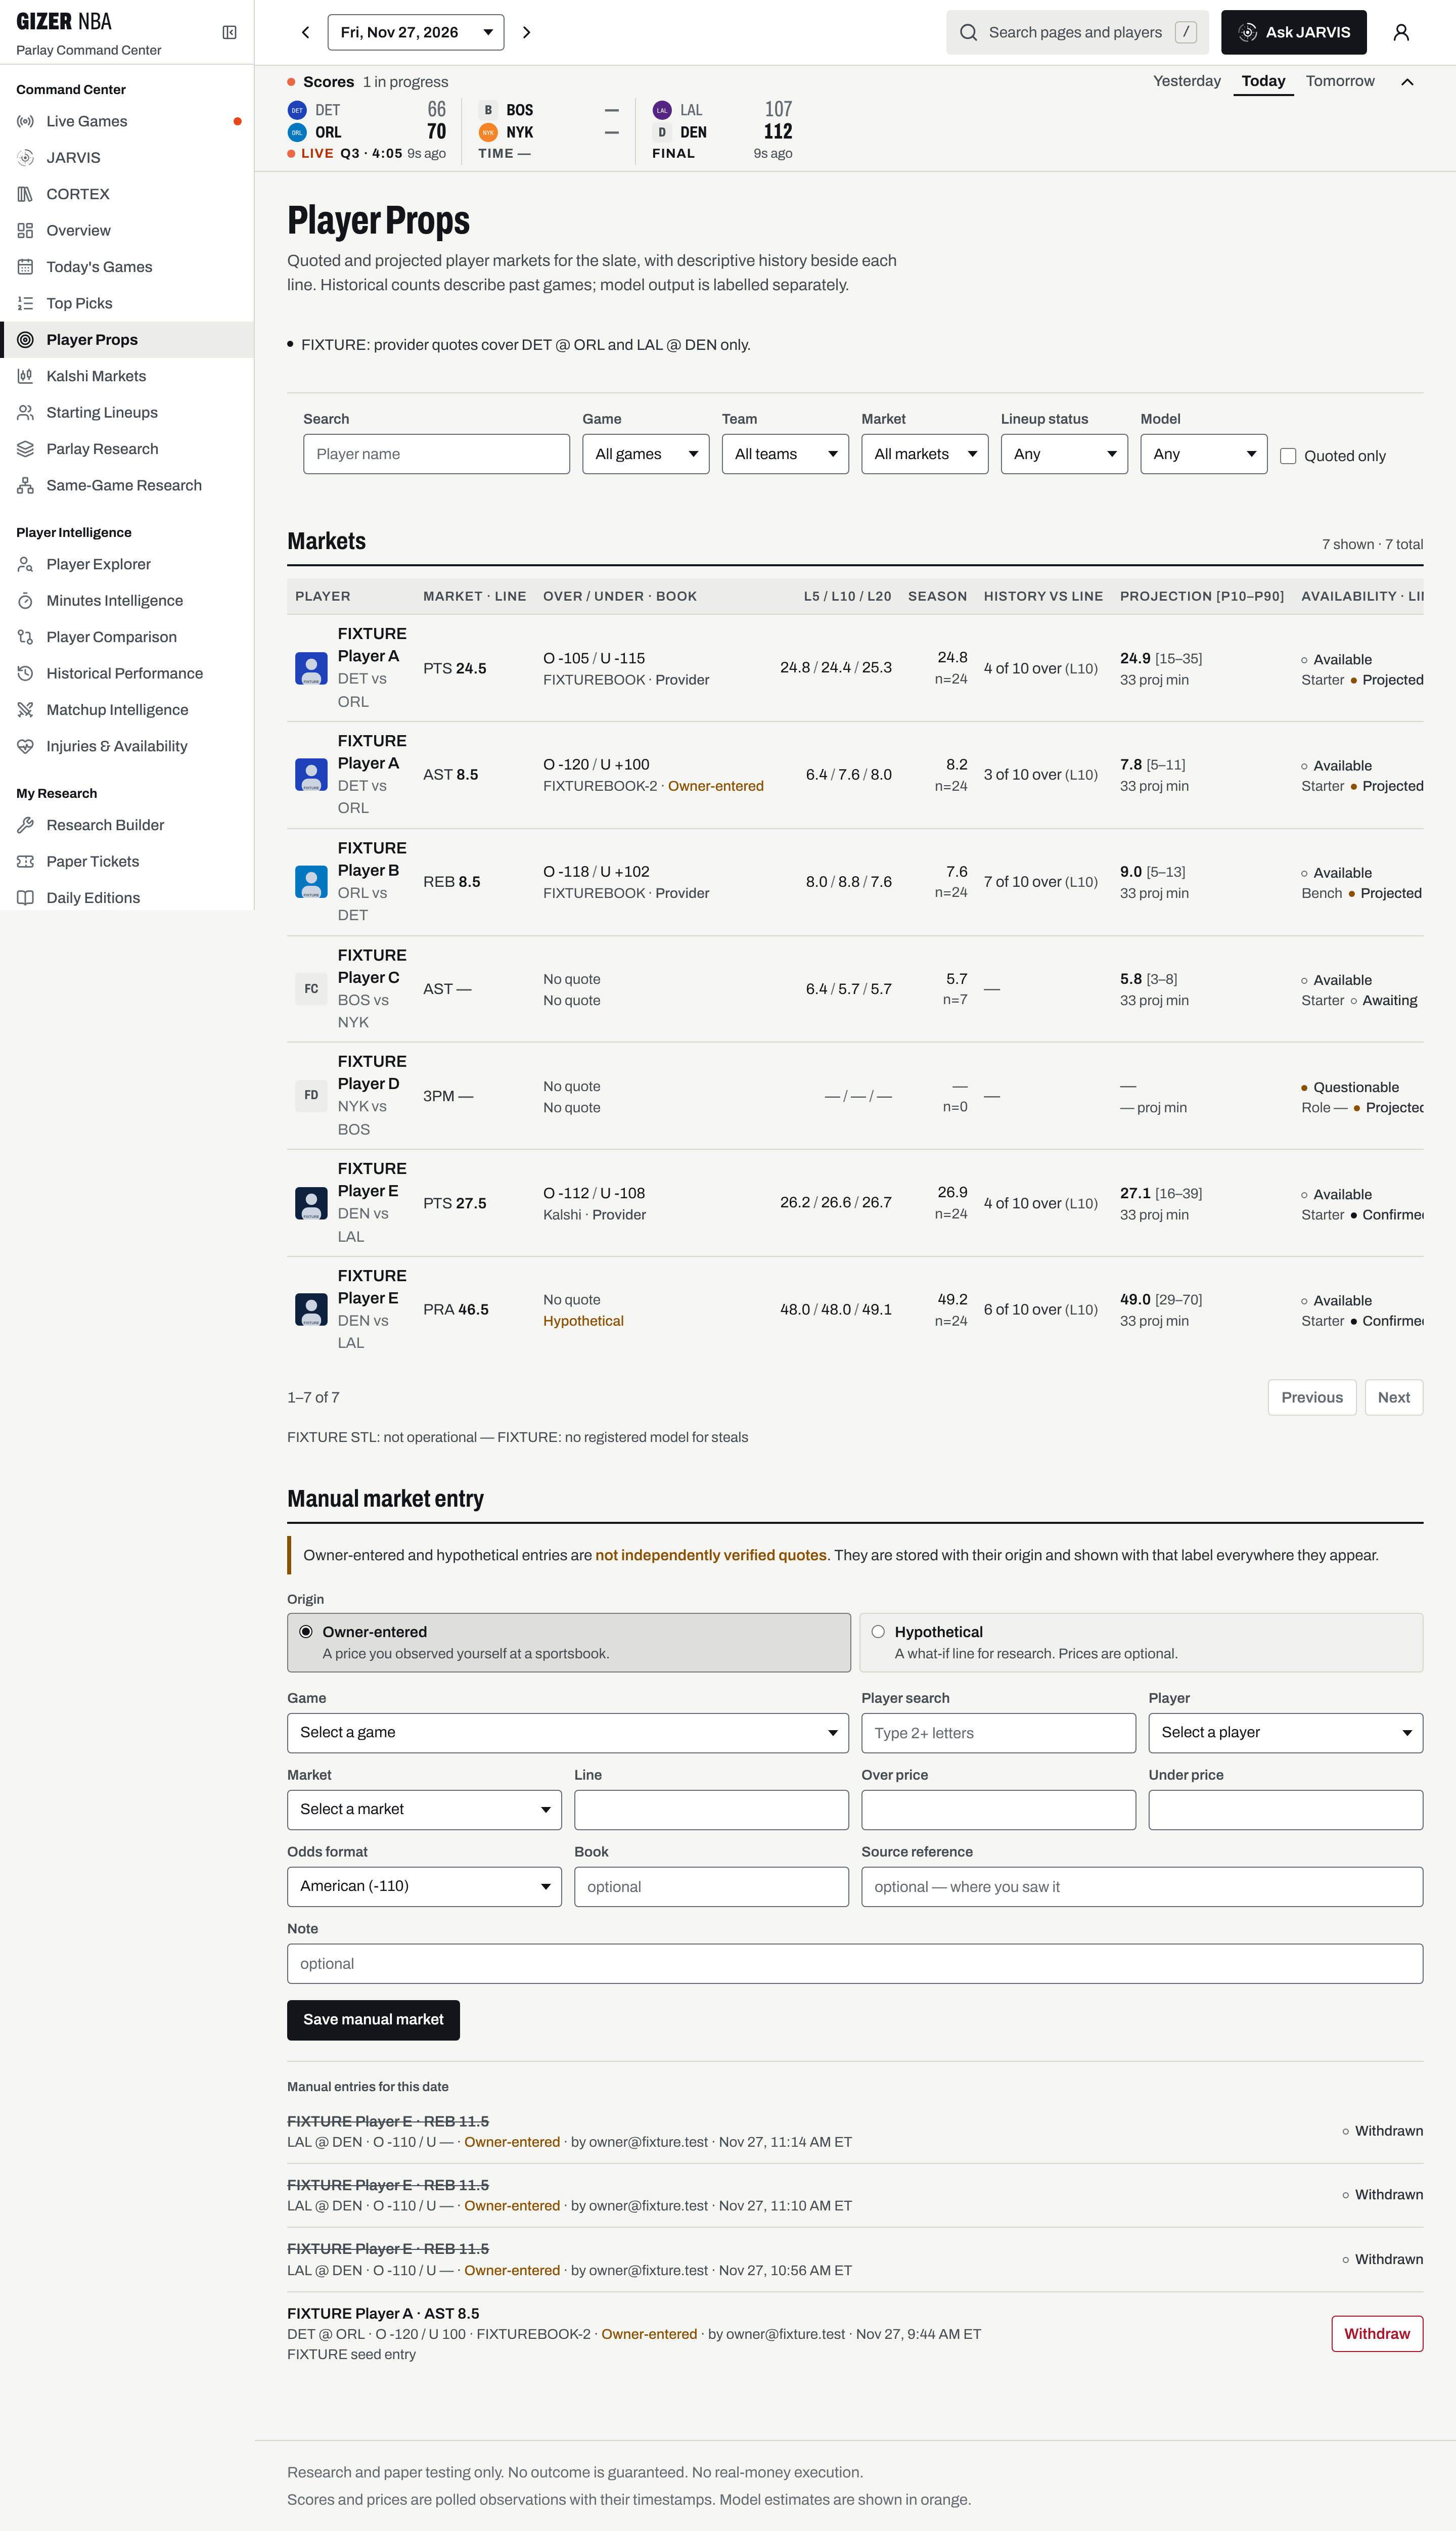 GIZER NBA
Parlay Command Center
Command Center
Live Games
JARVIS
CORTEX
Overview
Today's Games
Top Picks
Player Props
Kalshi Markets
Starting Lineups
Parlay Research
Same-Game Research
Player Intelligence
Player Explorer
Minutes Intelligence
Player Comparison
Historical Performance
Matchup Intelligence
Injuries & Availability
My Research
Research Builder
Paper Tickets
Daily Editions
Fri, Nov 27, 2026
Search pages and players /
Ask JARVIS
Scores 1 in progress
Yesterday Today Tomorrow
DET DET 66
ORL ORL 70
LIVE Q3 · 4:05 9s ago
B BOS —
NYK NYK —
TIME —
LAL LAL 107
D DEN 112
FINAL 9s ago
Player Props
Quoted and projected player markets for the slate, with descriptive history beside each
line. Historical counts describe past games; model output is labelled separately.
FIXTURE: provider quotes cover DET @ ORL and LAL @ DEN only.
Search Game Team Market Lineup status Model
Player name All games All teams All markets Any Any Quoted only
Markets
7 shown · 7 total
PLAYER MARKET · LINE OVER / UNDER · BOOK L5 / L10 / L20 SEASON HISTORY VS LINE PROJECTION [P10–P90] AVAILABILITY ·
FIXTURE
Player A
DET vs
ORL
PTS 24.5
O -105 / U -115
FIXTUREBOOK · Provider
24.8 / 24.4 / 25.3
24.8
n=24
4 of 10 over (L10)
24.9 [15–35]
33 proj min
Available
Starter Projected
FIXTURE
Player A
DET vs
ORL
AST 8.5
O -120 / U +100
FIXTUREBOOK-2 · Owner-entered
6.4 / 7.6 / 8.0
8.2
n=24
3 of 10 over (L10)
7.8 [5–11]
33 proj min
Available
Starter Projected
FIXTURE
Player B
ORL vs
DET
REB 8.5
O -118 / U +102
FIXTUREBOOK · Provider
8.0 / 8.8 / 7.6
7.6
n=24
7 of 10 over (L10)
9.0 [5–13]
33 proj min
Available
Bench Projected
FC
FIXTURE
Player C
BOS vs
NYK
AST —
No quote
No quote
6.4 / 5.7 / 5.7
5.7
n=7
—
5.8 [3–8]
33 proj min
Available
Starter Awaiting
FD
FIXTURE
Player D
NYK vs
BOS
3PM —
No quote
No quote
— / — / —
—
n=0
—
—
— proj min
Questionable
Role — Projected
FIXTURE
Player E
DEN vs
LAL
PTS 27.5
O -112 / U -108
Kalshi · Provider
26.2 / 26.6 / 26.7
26.9
n=24
4 of 10 over (L10)
27.1 [16–39]
33 proj min
Available
Starter Confirmed
FIXTURE
Player E
DEN vs
LAL
PRA 46.5
No quote
Hypothetical
48.0 / 48.0 / 49.1
49.2
n=24
6 of 10 over (L10)
49.0 [29–70]
33 proj min
Available
Starter Confirmed
1–7 of 7
Previous Next
FIXTURE STL: not operational — FIXTURE: no registered model for steals
Manual market entry
Owner-entered and hypothetical entries are not independently verified quotes. They are stored with their origin and shown with that label everywhere they appear.
Origin
Owner-entered
A price you observed yourself at a sportsbook.
Hypothetical
A what-if line for research. Prices are optional.
Game Player search Player
Select a game Type 2+ letters Select a player
Market Line Over price Under price
Select a market
Odds format Book Source reference
American (-110) optional optional — where you saw it
Note
optional
Save manual market
Manual entries for this date
FIXTURE Player E · REB 11.5
LAL @ DEN · O -110 / U — · Owner-entered · by owner@fixture.test · Nov 27, 11:14 AM ET
Withdrawn
FIXTURE Player E · REB 11.5
LAL @ DEN · O -110 / U — · Owner-entered · by owner@fixture.test · Nov 27, 11:10 AM ET
Withdrawn
FIXTURE Player E · REB 11.5
LAL @ DEN · O -110 / U — · Owner-entered · by owner@fixture.test · Nov 27, 10:56 AM ET
Withdrawn
FIXTURE Player A · AST 8.5
DET @ ORL · O -120 / U 100 · FIXTUREBOOK-2 · Owner-entered · by owner@fixture.test · Nov 27, 9:44 AM ET
FIXTURE seed entry
Withdraw
Research and paper testing only. No outcome is guaranteed. No real-money execution.
Scores and prices are polled observations with their timestamps. Model estimates are shown in orange.